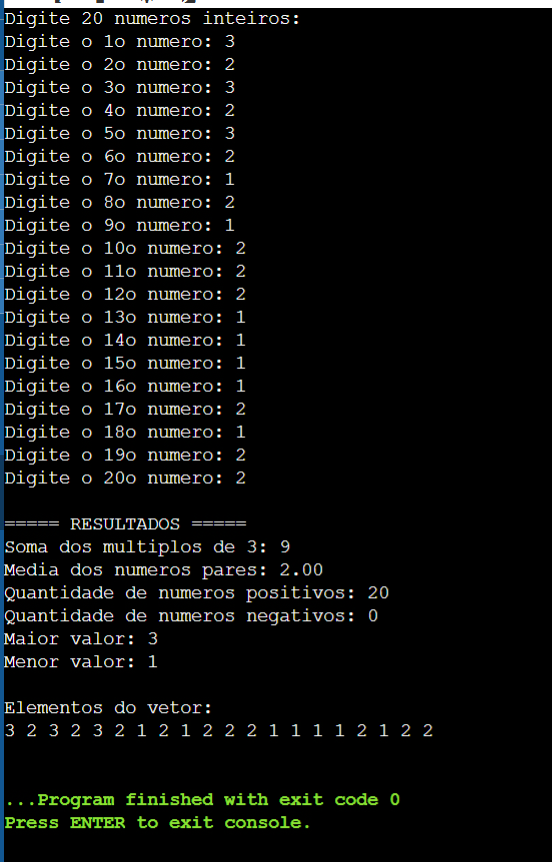 Digite 20 numeros inteiros:
Digite o 1o numero: 3
Digite o 2o numero: 2
Digite o 3o numero: 3
Digite o 4o numero: 2
Digite o 5o numero: 3
Digite o 6o numero: 2
Digite o 7o numero: 1
Digite o 8o numero: 2
Digite o 9o numero: 1
Digite o 10o numero: 2
Digite o 11o numero: 2
Digite o 12o numero: 2
Digite o 13o numero: 1
Digite o 14o numero: 1
Digite o 15o numero: 1
Digite o 16o numero: 1
Digite o 17o numero: 2
Digite o 18o numero: 1
Digite o 19o numero: 2
Digite o 20o numero: 2
===== RESULTADOS =====
Soma dos multiplos de 3: 9
Media dos numeros pares: 2.00
Quantidade de numeros positivos: 20
Quantidade de numeros negativos: 0
Maior valor: 3
Menor valor: 1
Elementos do vetor:
3 2 3 2 3 2 1 2 1 2 2 2 1 1 1 1 2 1 2 2
...Program finished with exit code 0
Press ENTER to exit console.